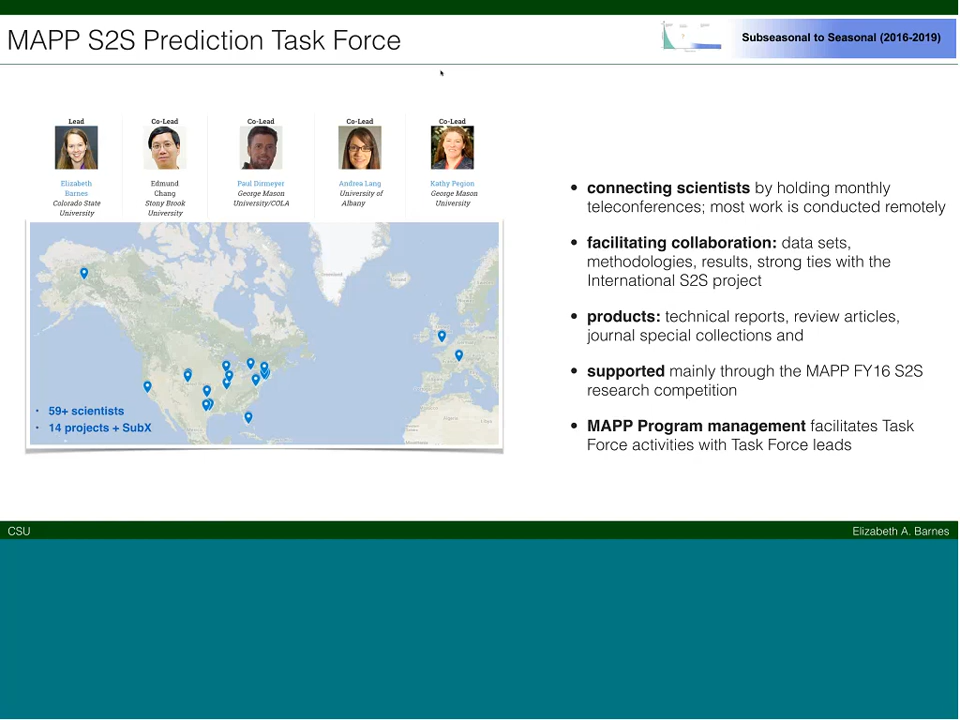 MAPP S2S Prediction Task Force
Subseasonal to Seasonal (2016-2019)
Lead
Co-Lead
Co-Lead
Co-Lead
Co-Lead
Elizabeth
Barnes
Colorado State
University
Edmund
Chang
Stony Brook
University
Paul Dirmeyer
George Mason
University/COLA
Andrea Lang
University of
Albany
Kathy Pegion
George Mason
University
• 59+ scientists
• 14 projects + SubX
• connecting scientists by holding monthly
teleconferences; most work is conducted remotely
• facilitating collaboration: data sets,
methodologies, results, strong ties with the
International S2S project
• products: technical reports, review articles,
journal special collections and
• supported mainly through the MAPP FY16 S2S
research competition
• MAPP Program management facilitates Task
Force activities with Task Force leads
CSU
Elizabeth A. Barnes